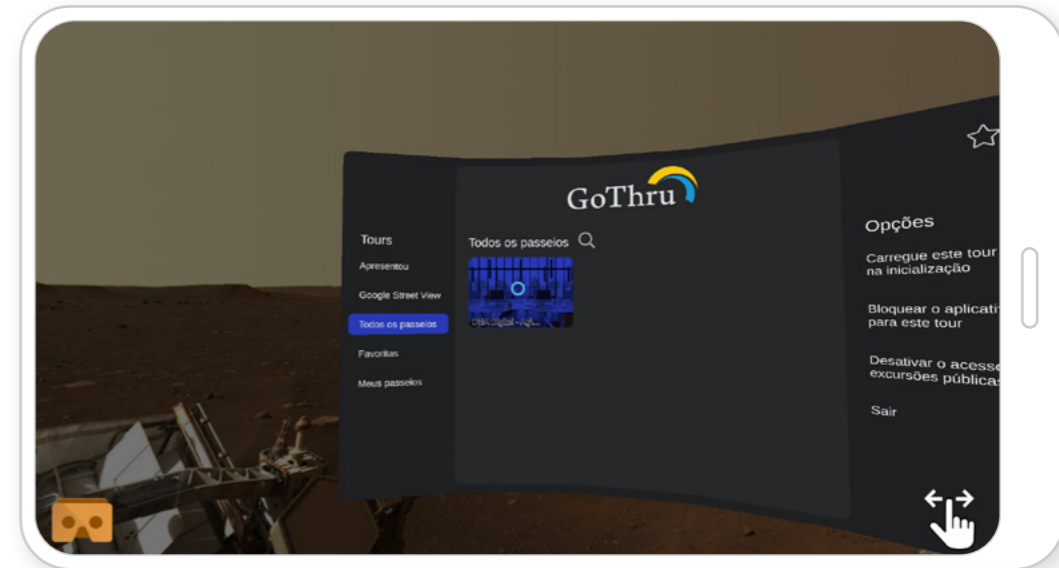 GoThru
Tours
Apresentou
Google Street View
Todos os passeios
Favoritas
Meus passeios
Todos os passeios
Opções
Carregue este tour
na inicialização
Bloquear o aplicati
para este tour
Desativar o acesso
excursões públicas
Sair